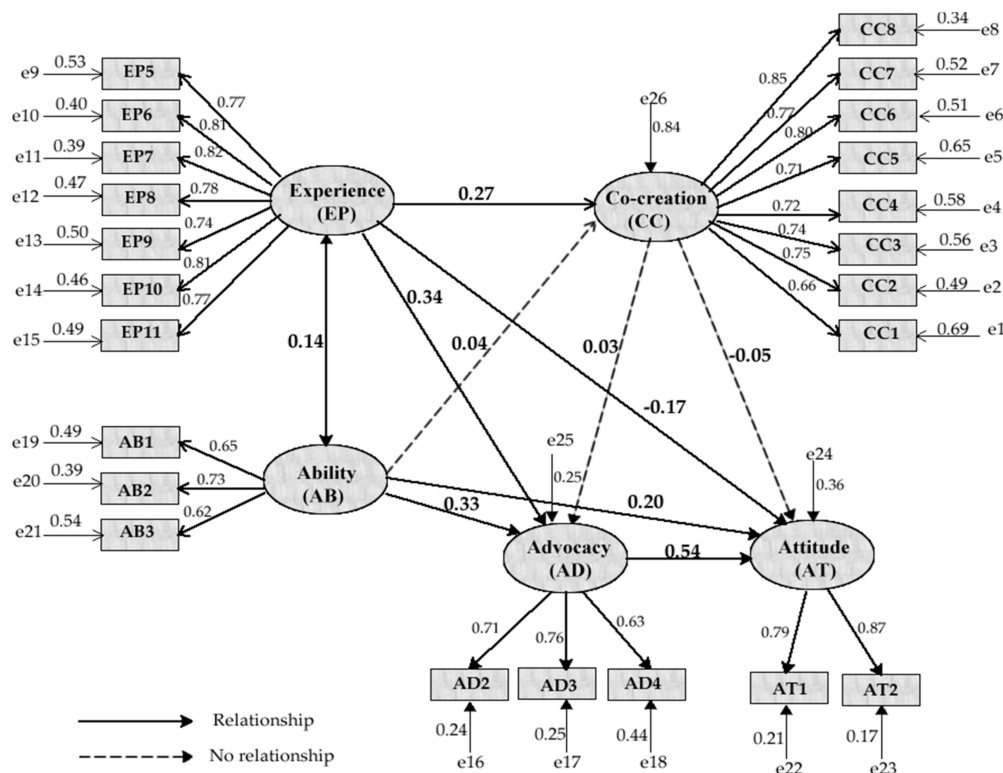 CC8 0.34 e8
0.53 0.85 CC7 0.52 e7
e9 EP5 0.77 e26 0.77
0.40 0.84 CC6 0.51 e6
e10 EP6 0.81 0.80
0.39 CC5 0.65 e5
e11 EP7 0.82 0.71
0.47 Experience 0.27 Co-creation CC4 0.58 e4
e12 EP8 0.78 (EP) (CC) 0.72
0.50 0.74 0.74 CC3 0.56 e3
e13 EP9 0.75
0.46 0.81 CC2 0.49 e2
e14 EP10 0.34 0.66
0.49 0.77 CC1 0.69 e1
e15 EP11 0.14 0.04 0.03 -0.05
-0.17
e19 0.49 AB1 0.65 e25 e24
e20 0.39 AB2 0.73 Ability 0.25 0.36
(AB) 0.33 0.20
e21 0.54 AB3 0.62
Advocacy 0.54 Attitude
(AD) (AT)
0.71 0.76 0.63 0.79 0.87
AD2 AD3 AD4 AT1 AT2
0.24 0.25 0.44 0.21 0.17
e16 e17 e18 e22 e23
Relationship
No relationship